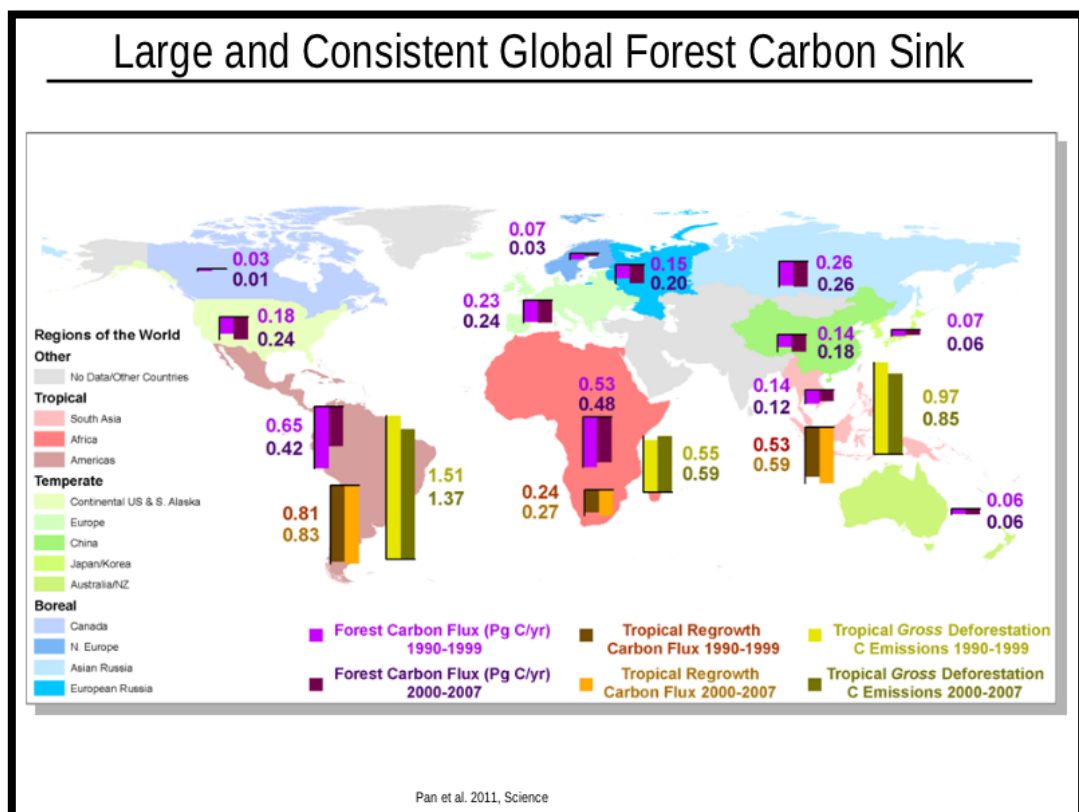 Large and Consistent Global Forest Carbon Sink
0.07
0.03
0.03
0.01
0.15
0.20
0.26
0.26
0.18
0.24
0.23
0.24
0.14
0.18
0.07
0.06
Regions of the World
Other
No Data/Other Countries
Tropical
South Asia
Africa
Americas
Temperate
Continental US & S. Alaska
Europe
China
Japan/Korea
Australia/NZ
Boreal
Canada
N. Europe
Asian Russia
European Russia
0.65
0.42
0.53
0.48
0.14
0.12
0.97
0.85
1.51
1.37
0.55
0.59
0.53
0.59
0.81
0.83
0.24
0.27
0.06
0.06
Forest Carbon Flux (Pg C/yr)
1990-1999
Forest Carbon Flux (Pg C/yr)
2000-2007
Tropical Regrowth
Carbon Flux 1990-1999
Tropical Regrowth
Carbon Flux 2000-2007
Tropical Gross Deforestation
C Emissions 1990-1999
Tropical Gross Deforestation
C Emissions 2000-2007
Pan et al. 2011, Science